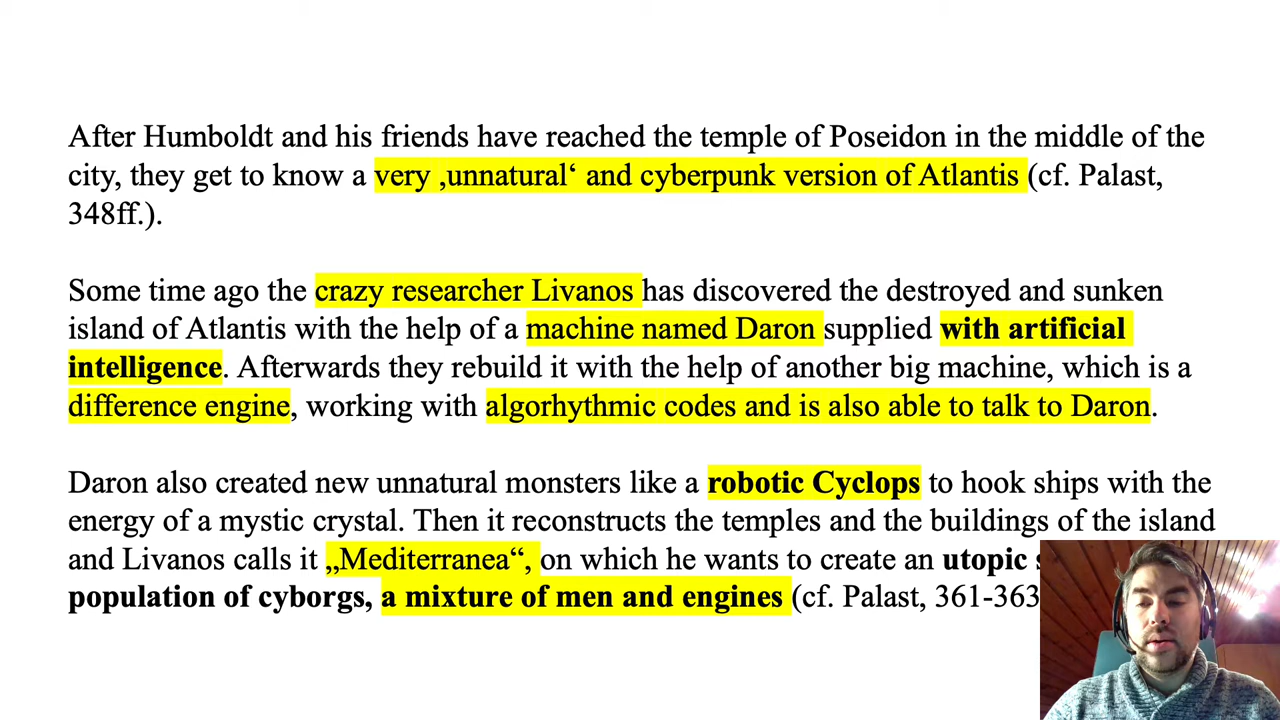 After Humboldt and his friends have reached the temple of Poseidon in the middle of the
city, they get to know a very ‚unnatural‘ and cyberpunk version of Atlantis (cf. Palast,
348ff.).
Some time ago the crazy researcher Livanos has discovered the destroyed and sunken
island of Atlantis with the help of a machine named Daron supplied with artificial
intelligence. Afterwards they rebuild it with the help of another big machine, which is a
difference engine, working with algorhythmic codes and is also able to talk to Daron.
Daron also created new unnatural monsters like a robotic Cyclops to hook ships with the
energy of a mystic crystal. Then it reconstructs the temples and the buildings of the island
and Livanos calls it „Mediterranea“, on which he wants to create an utopic
population of cyborgs, a mixture of men and engines (cf. Palast, 361-363